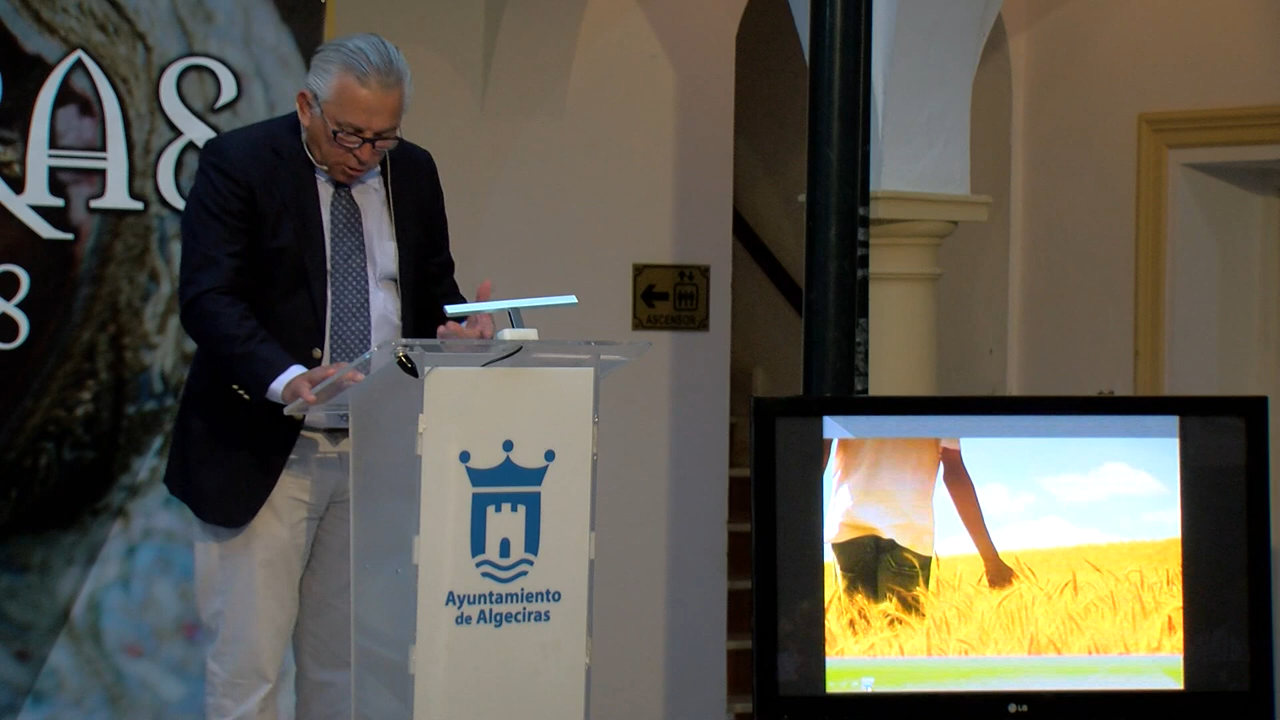 RAS
8
ASCENSOR
Ayuntamiento
de Algeciras
LG